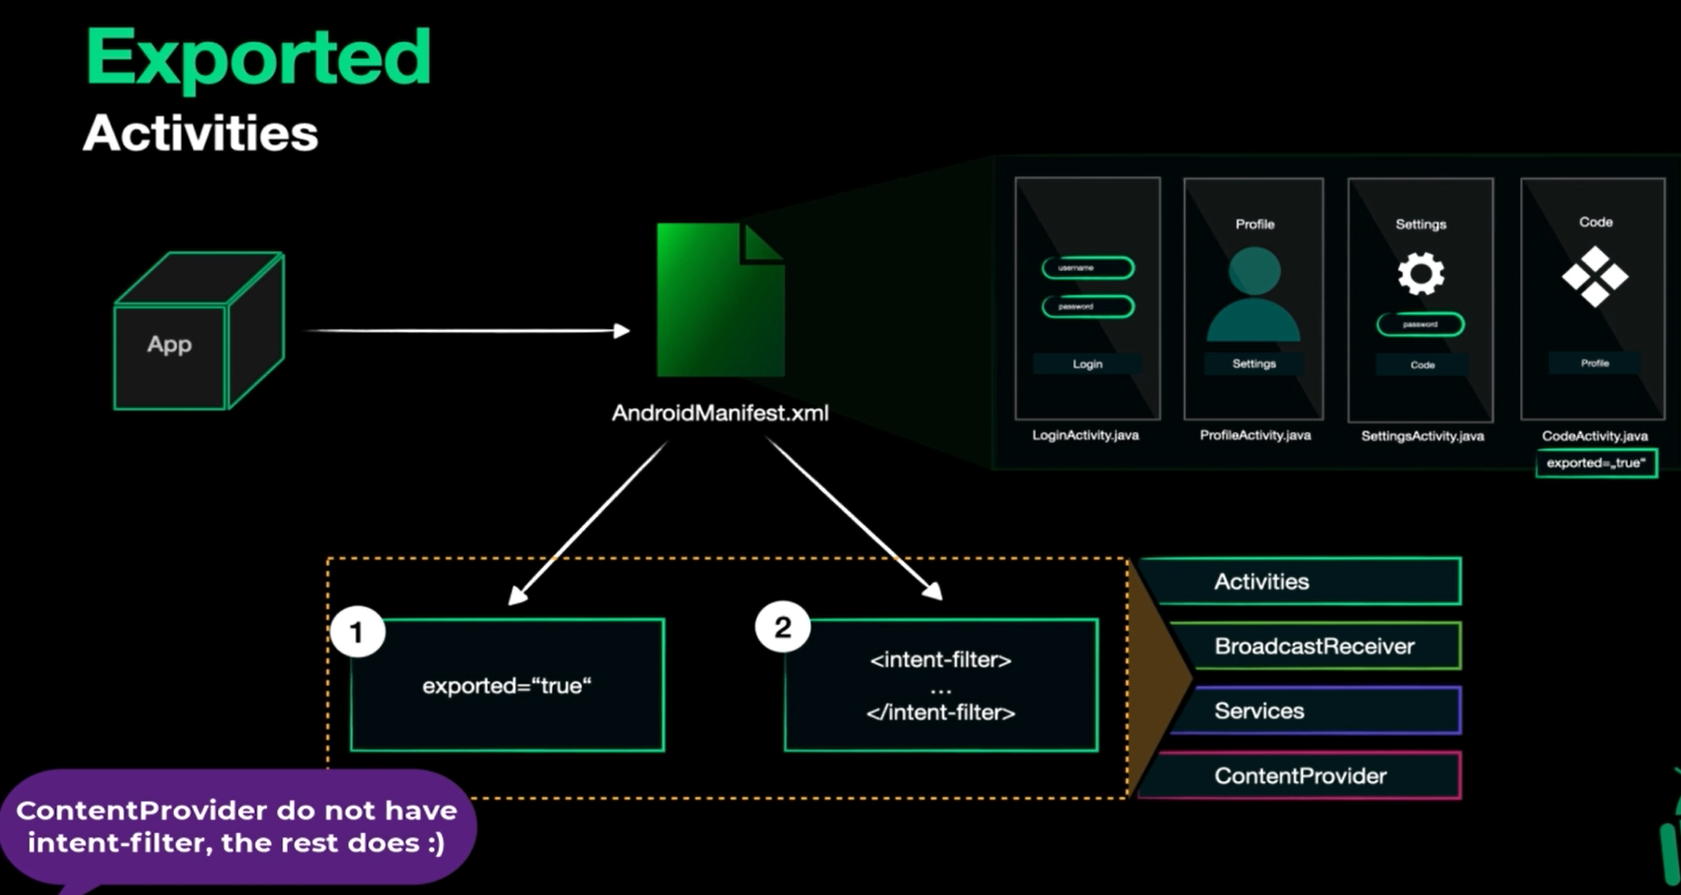 Exported
Activities
App
AndroidManifest.xml
username
password
Login
LoginActivity.java
Profile
Settings
ProfileActivity.java
Settings
password
Code
SettingsActivity.java
Code
Profile
CodeActivity.java
exported=„true“
1
exported=“true“
2
<intent-filter>
...
</intent-filter>
Activities
BroadcastReceiver
Services
ContentProvider
ContentProvider do not have
intent-filter, the rest does :)